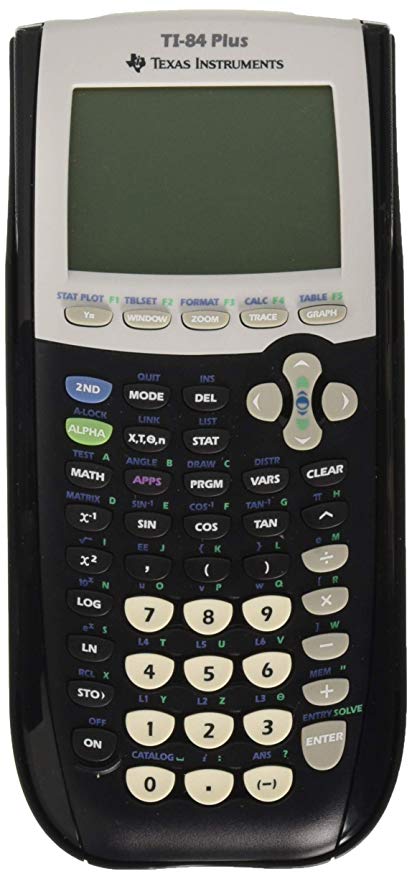 TI-84 Plus
TEXAS INSTRUMENTS
STAT PLOT F1 TBLSET F2 FORMAT F3 CALC F4 TABLE F5
Y= WINDOW ZOOM TRACE GRAPH
QUIT INS
2ND MODE DEL
A-LOCK LINK LIST
ALPHA X,T,Θ,n STAT
TEST A ANGLE B DRAW C DISTR
MATH APPS PRGM VARS CLEAR
MATRIX D SIN⁻¹ E COS⁻¹ F TAN⁻¹ G π H
x⁻¹ SIN COS TAN ^
√ I EE J { K } L e M
x² , ( ) ÷
10ˣ N u O v P w Q [ R
LOG 7 8 9 ×
eˣ S L4 T L5 U L6 V ] W
LN 4 5 6 −
RCL X L1 Y L2 Z L3 θ MEM "
STO› 1 2 3 +
OFF CATALOG ⎵ i : ANS ? ENTRY SOLVE
ON 0 . (−) ENTER